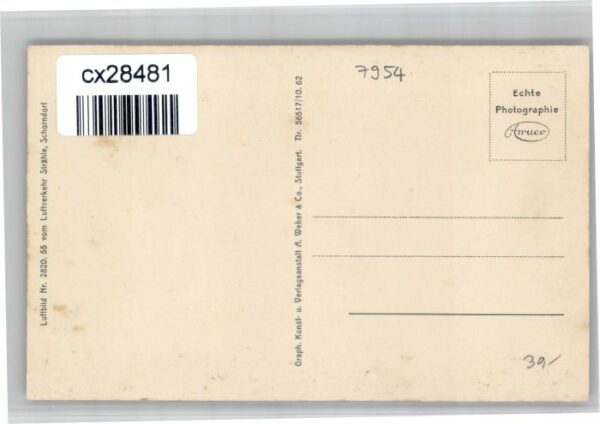 cx28481
7954
Echte
Photographie
Awuco
Luftbild Nr. 2820. 55 vom Luftverkehr Strähle, Schorndorf
Graph. Kunst- u. Verlagsanstalt A. Weber & Co., Stuttgart. Nr. 56517/10. 62
39,-